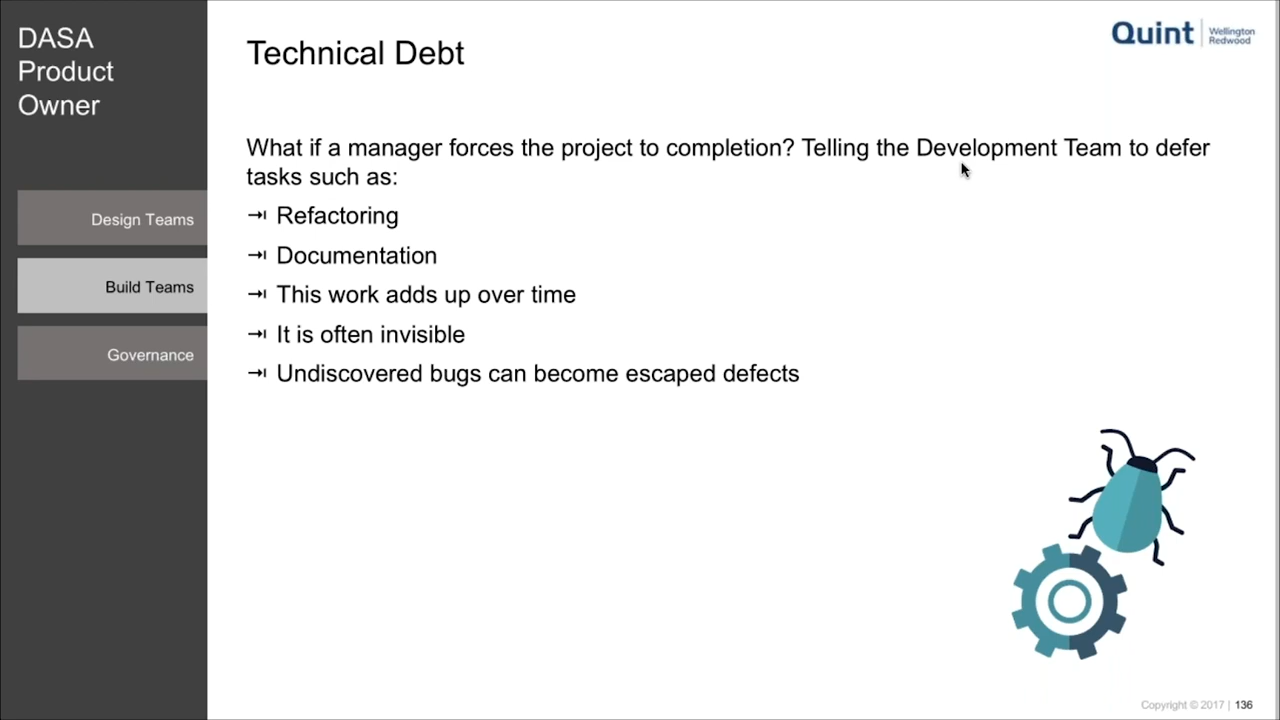 DASA
Product
Owner
Design Teams
Build Teams
Governance
Technical Debt
Quint
Wellington
Redwood
What if a manager forces the project to completion? Telling the Development Team to defer
tasks such as:
Refactoring
Documentation
This work adds up over time
It is often invisible
Undiscovered bugs can become escaped defects
Copyright © 2017 | 136